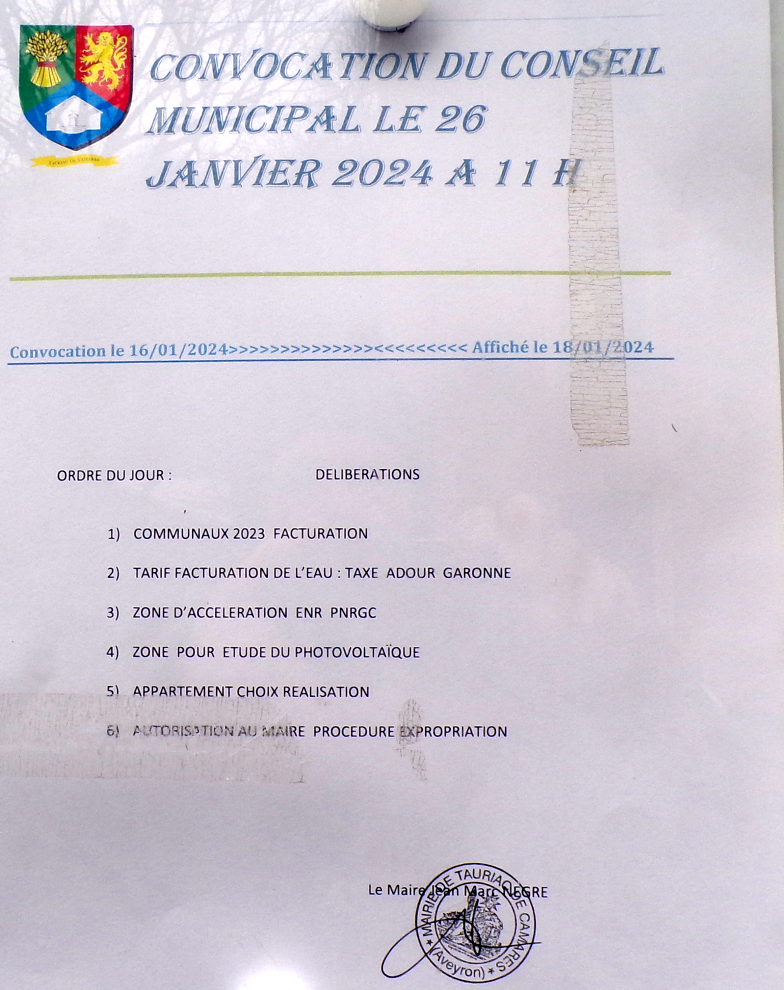 CONVOCATION DU CONSEIL
MUNICIPAL LE 26
JANVIER 2024 A 11 H
Convocation le 16/01/2024>>>>>>>>>>>>>><<<<<<<<< Affiché le 18/01/2024
ORDRE DU JOUR : DELIBERATIONS
1) COMMUNAUX 2023 FACTURATION
2) TARIF FACTURATION DE L'EAU : TAXE ADOUR GARONNE
3) ZONE D'ACCELERATION ENR PNRGC
4) ZONE POUR ETUDE DU PHOTOVOLTAÏQUE
5) APPARTEMENT CHOIX REALISATION
6) AUTORISATION AU MAIRE PROCEDURE EXPROPRIATION
Le Maire Jean Marc NEGRE
MAIRIE DE TAURIAC DE CAMARES
(Aveyron)